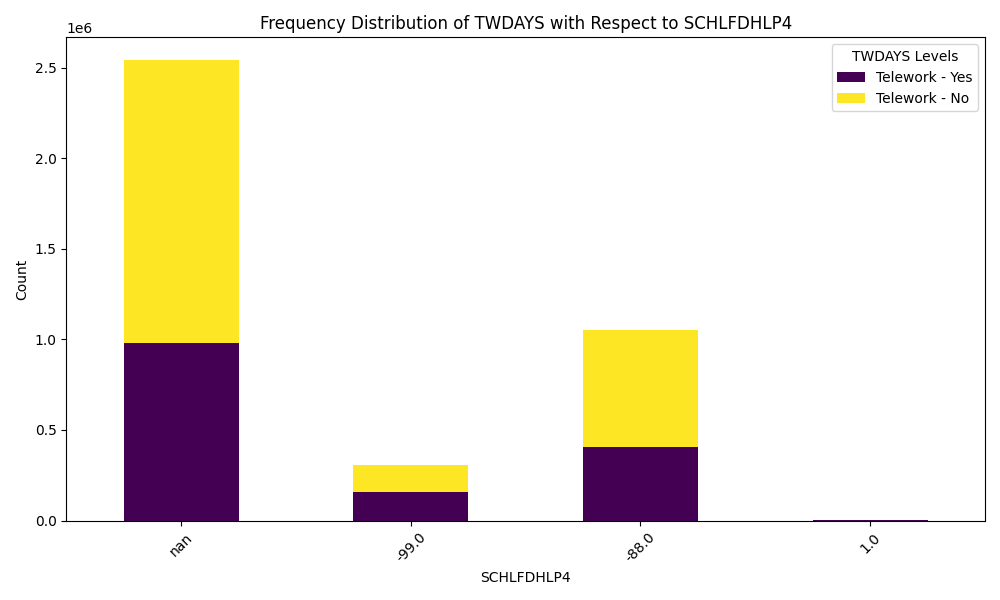 Frequency Distribution of TWDAYS with Respect to SCHLFDHLP4
1e6
TWDAYS Levels
Telework - Yes
Telework - No
2.5
2.0
1.5
1.0
0.5
0.0
Count
nan
-99.0
-88.0
1.0
SCHLFDHLP4